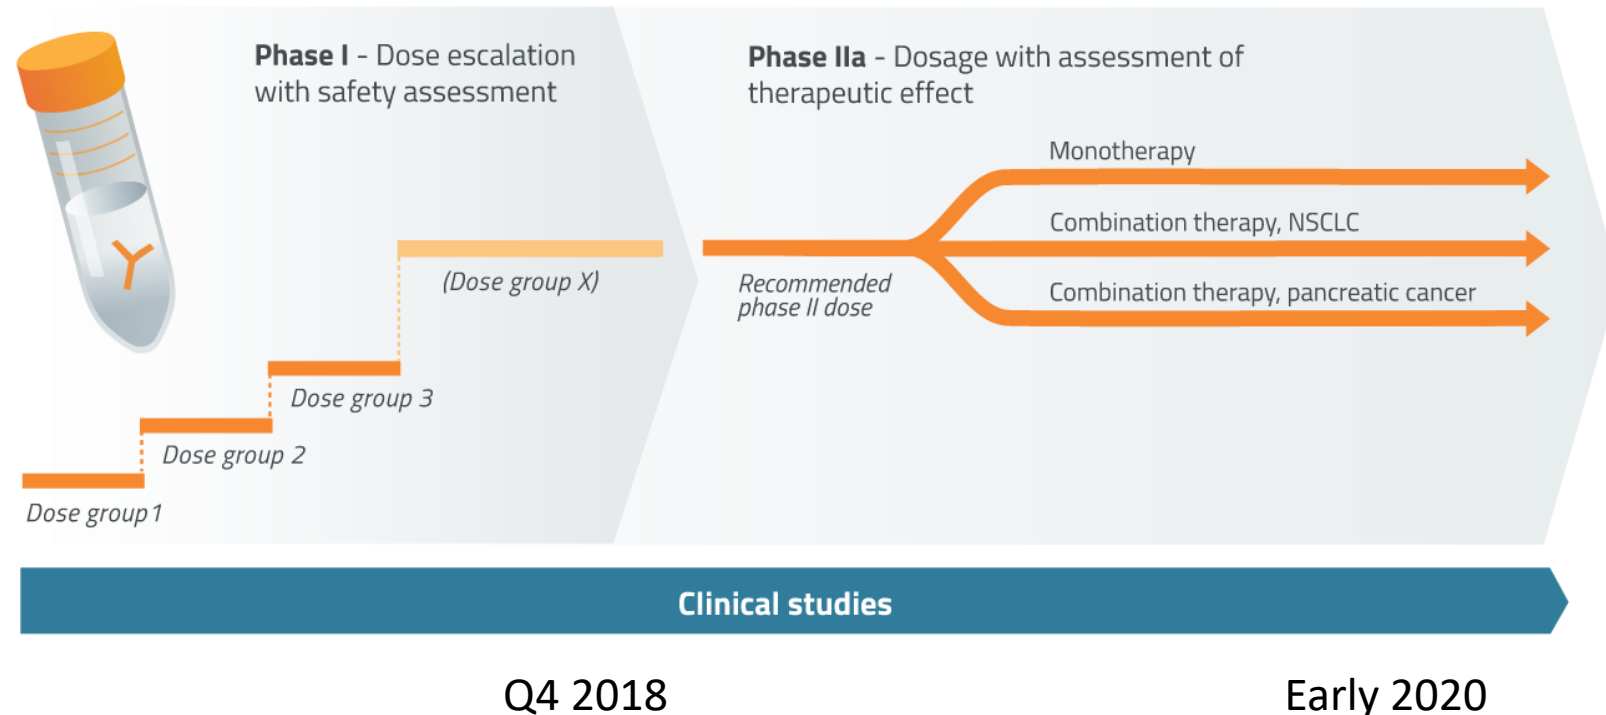 Phase I - Dose escalation
with safety assessment
Phase IIa - Dosage with assessment of
therapeutic effect
Monotherapy
Combination therapy, NSCLC
Combination therapy, pancreatic cancer
(Dose group X)
Recommended
phase II dose
Dose group 3
Dose group 2
Dose group 1
Clinical studies
Q4 2018
Early 2020